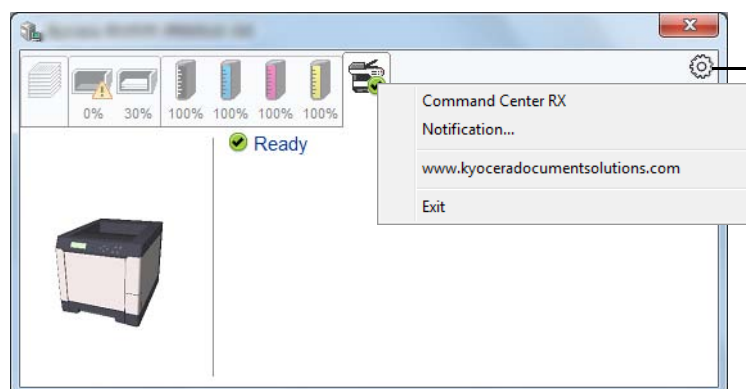 0% 30% 100% 100% 100% 100%
Ready
Command Center RX
Notification...
www.kyoceradocumentsolutions.com
Exit